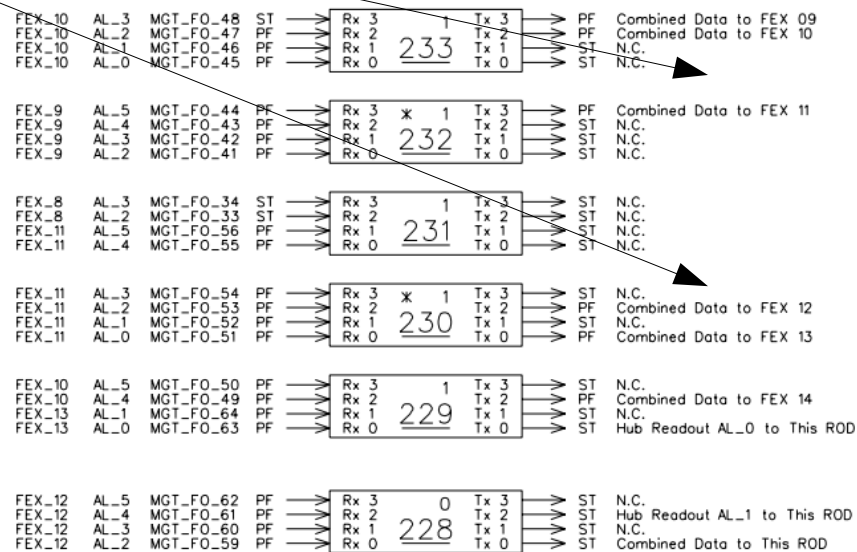 FEX_10 AL_3 MGT_FO_48 ST Rx 3 1 Tx 3 PF Combined Data to FEX 09
FEX_10 AL_2 MGT_FO_47 PF Rx 2 Tx 2 PF Combined Data to FEX 10
FEX_10 AL_1 MGT_FO_46 PF Rx 1 233 Tx 1 ST N.C.
FEX_10 AL_0 MGT_FO_45 PF Rx 0 Tx 0 ST N.C.
FEX_9 AL_5 MGT_FO_44 PF Rx 3 * 1 Tx 3 PF Combined Data to FEX 11
FEX_9 AL_4 MGT_FO_43 PF Rx 2 Tx 2 ST N.C.
FEX_9 AL_3 MGT_FO_42 PF Rx 1 232 Tx 1 ST N.C.
FEX_9 AL_2 MGT_FO_41 PF Rx 0 Tx 0 ST N.C.
FEX_8 AL_3 MGT_FO_34 ST Rx 3 1 Tx 3 ST N.C.
FEX_8 AL_2 MGT_FO_33 ST Rx 2 Tx 2 ST N.C.
FEX_11 AL_5 MGT_FO_56 PF Rx 1 231 Tx 1 ST N.C.
FEX_11 AL_4 MGT_FO_55 PF Rx 0 Tx 0 ST N.C.
FEX_11 AL_3 MGT_FO_54 PF Rx 3 * 1 Tx 3 ST N.C.
FEX_11 AL_2 MGT_FO_53 PF Rx 2 Tx 2 PF Combined Data to FEX 12
FEX_11 AL_1 MGT_FO_52 PF Rx 1 230 Tx 1 ST N.C.
FEX_11 AL_0 MGT_FO_51 PF Rx 0 Tx 0 PF Combined Data to FEX 13
FEX_10 AL_5 MGT_FO_50 PF Rx 3 1 Tx 3 ST N.C.
FEX_10 AL_4 MGT_FO_49 PF Rx 2 Tx 2 PF Combined Data to FEX 14
FEX_13 AL_1 MGT_FO_64 PF Rx 1 229 Tx 1 ST N.C.
FEX_13 AL_0 MGT_FO_63 PF Rx 0 Tx 0 ST Hub Readout AL_0 to This ROD
FEX_12 AL_5 MGT_FO_62 PF Rx 3 0 Tx 3 ST N.C.
FEX_12 AL_4 MGT_FO_61 PF Rx 2 Tx 2 ST Hub Readout AL_1 to This ROD
FEX_12 AL_3 MGT_FO_60 PF Rx 1 228 Tx 1 ST N.C.
FEX_12 AL_2 MGT_FO_59 PF Rx 0 Tx 0 ST Combined Data to This ROD